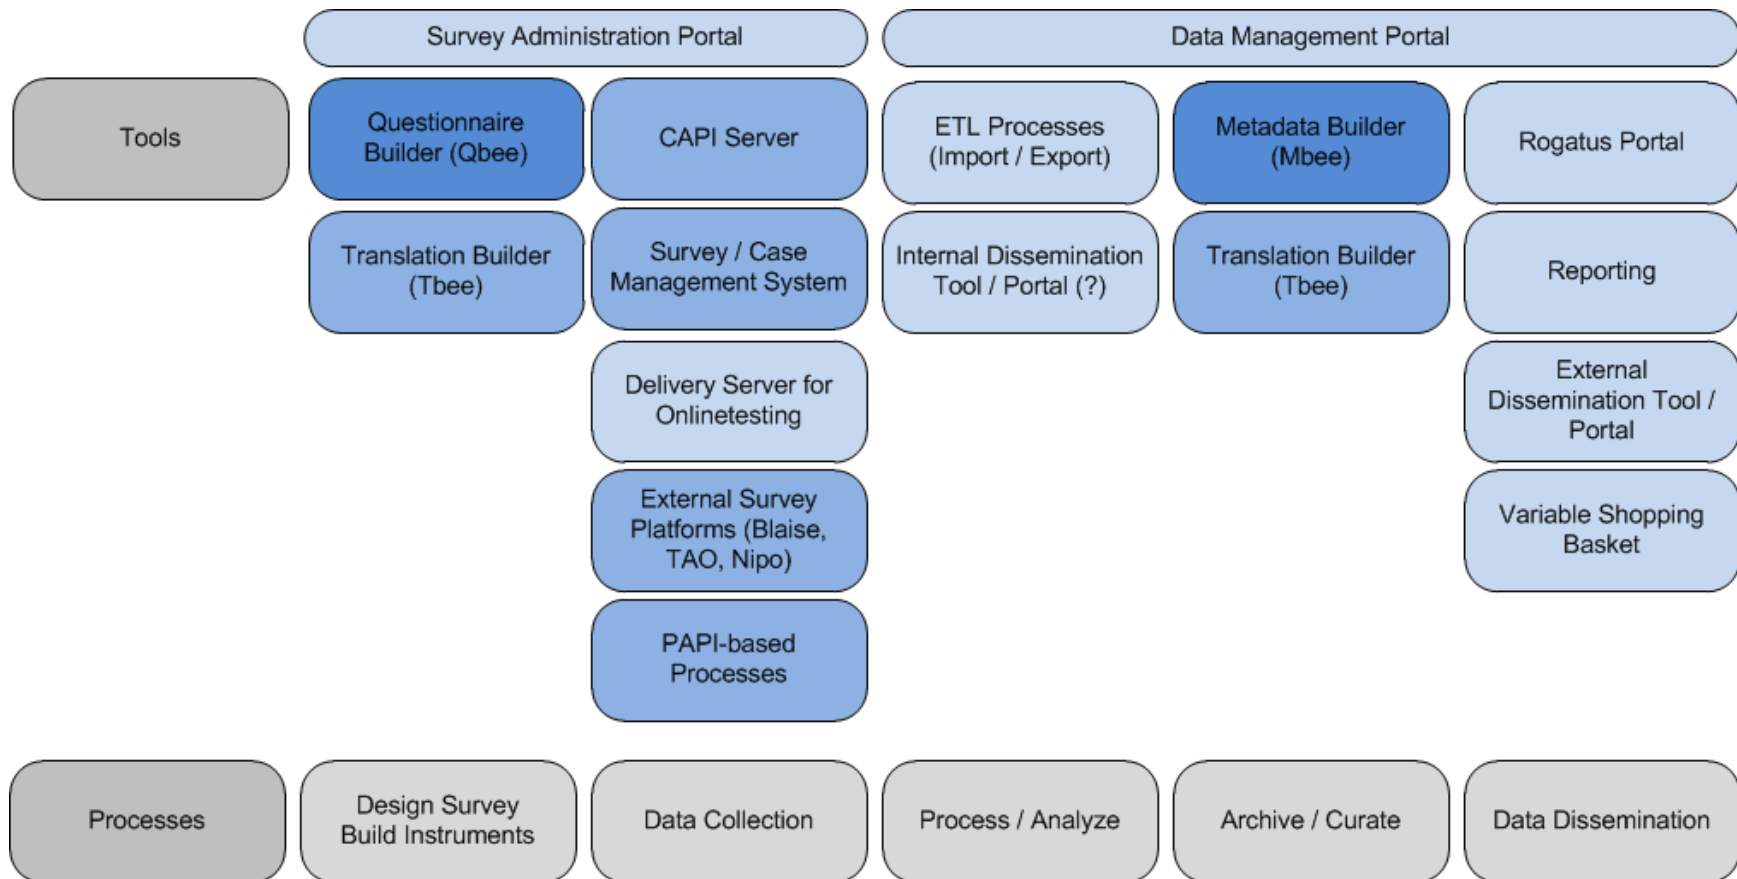 Survey Administration Portal
Data Management Portal
Tools
Questionnaire
Builder (Qbee)
CAPI Server
ETL Processes
(Import / Export)
Metadata Builder
(Mbee)
Rogatus Portal
Translation Builder
(Tbee)
Survey / Case
Management System
Internal Dissemination
Tool / Portal (?)
Translation Builder
(Tbee)
Reporting
Delivery Server for
Onlinetesting
External
Dissemination Tool /
Portal
External Survey
Platforms (Blaise,
TAO, Nipo)
Variable Shopping
Basket
PAPI-based
Processes
Processes
Design Survey
Build Instruments
Data Collection
Process / Analyze
Archive / Curate
Data Dissemination